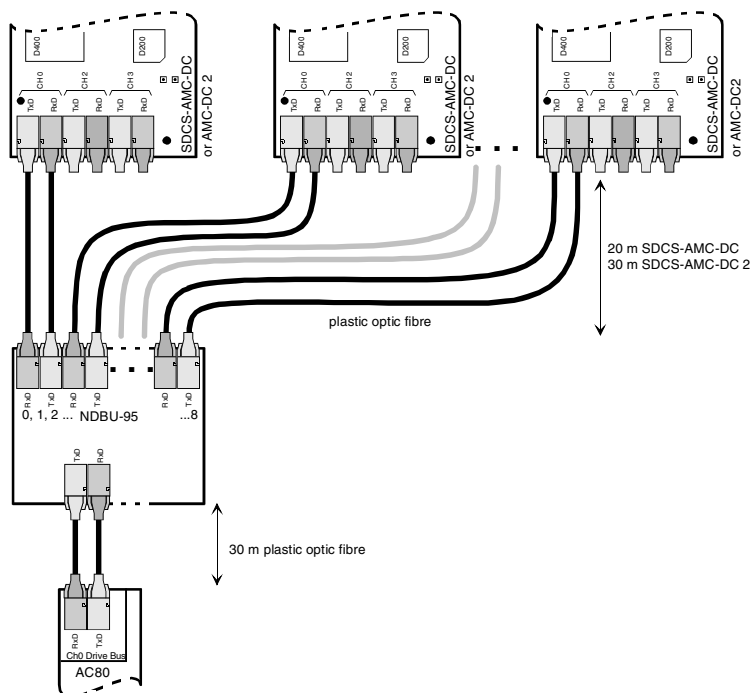 D400
D200
CH0
CH2
CH3
TxD
RxD
TxD
RxD
TxD
RxD
SDCS-AMC-DC
or AMC-DC 2
D400
D200
CH0
CH2
CH3
TxD
RxD
TxD
RxD
TxD
RxD
SDCS-AMC-DC
or AMC-DC 2
D400
D200
CH0
CH2
CH3
TxD
RxD
TxD
RxD
TxD
RxD
SDCS-AMC-DC
or AMC-DC2
20 m SDCS-AMC-DC
30 m SDCS-AMC-DC 2
plastic optic fibre
RxD
TxD
RxD
TxD
RxD
TxD
0, 1, 2 ... NDBU-95 ...8
TxD
RxD
30 m plastic optic fibre
RxD
TxD
Ch0 Drive Bus
AC80